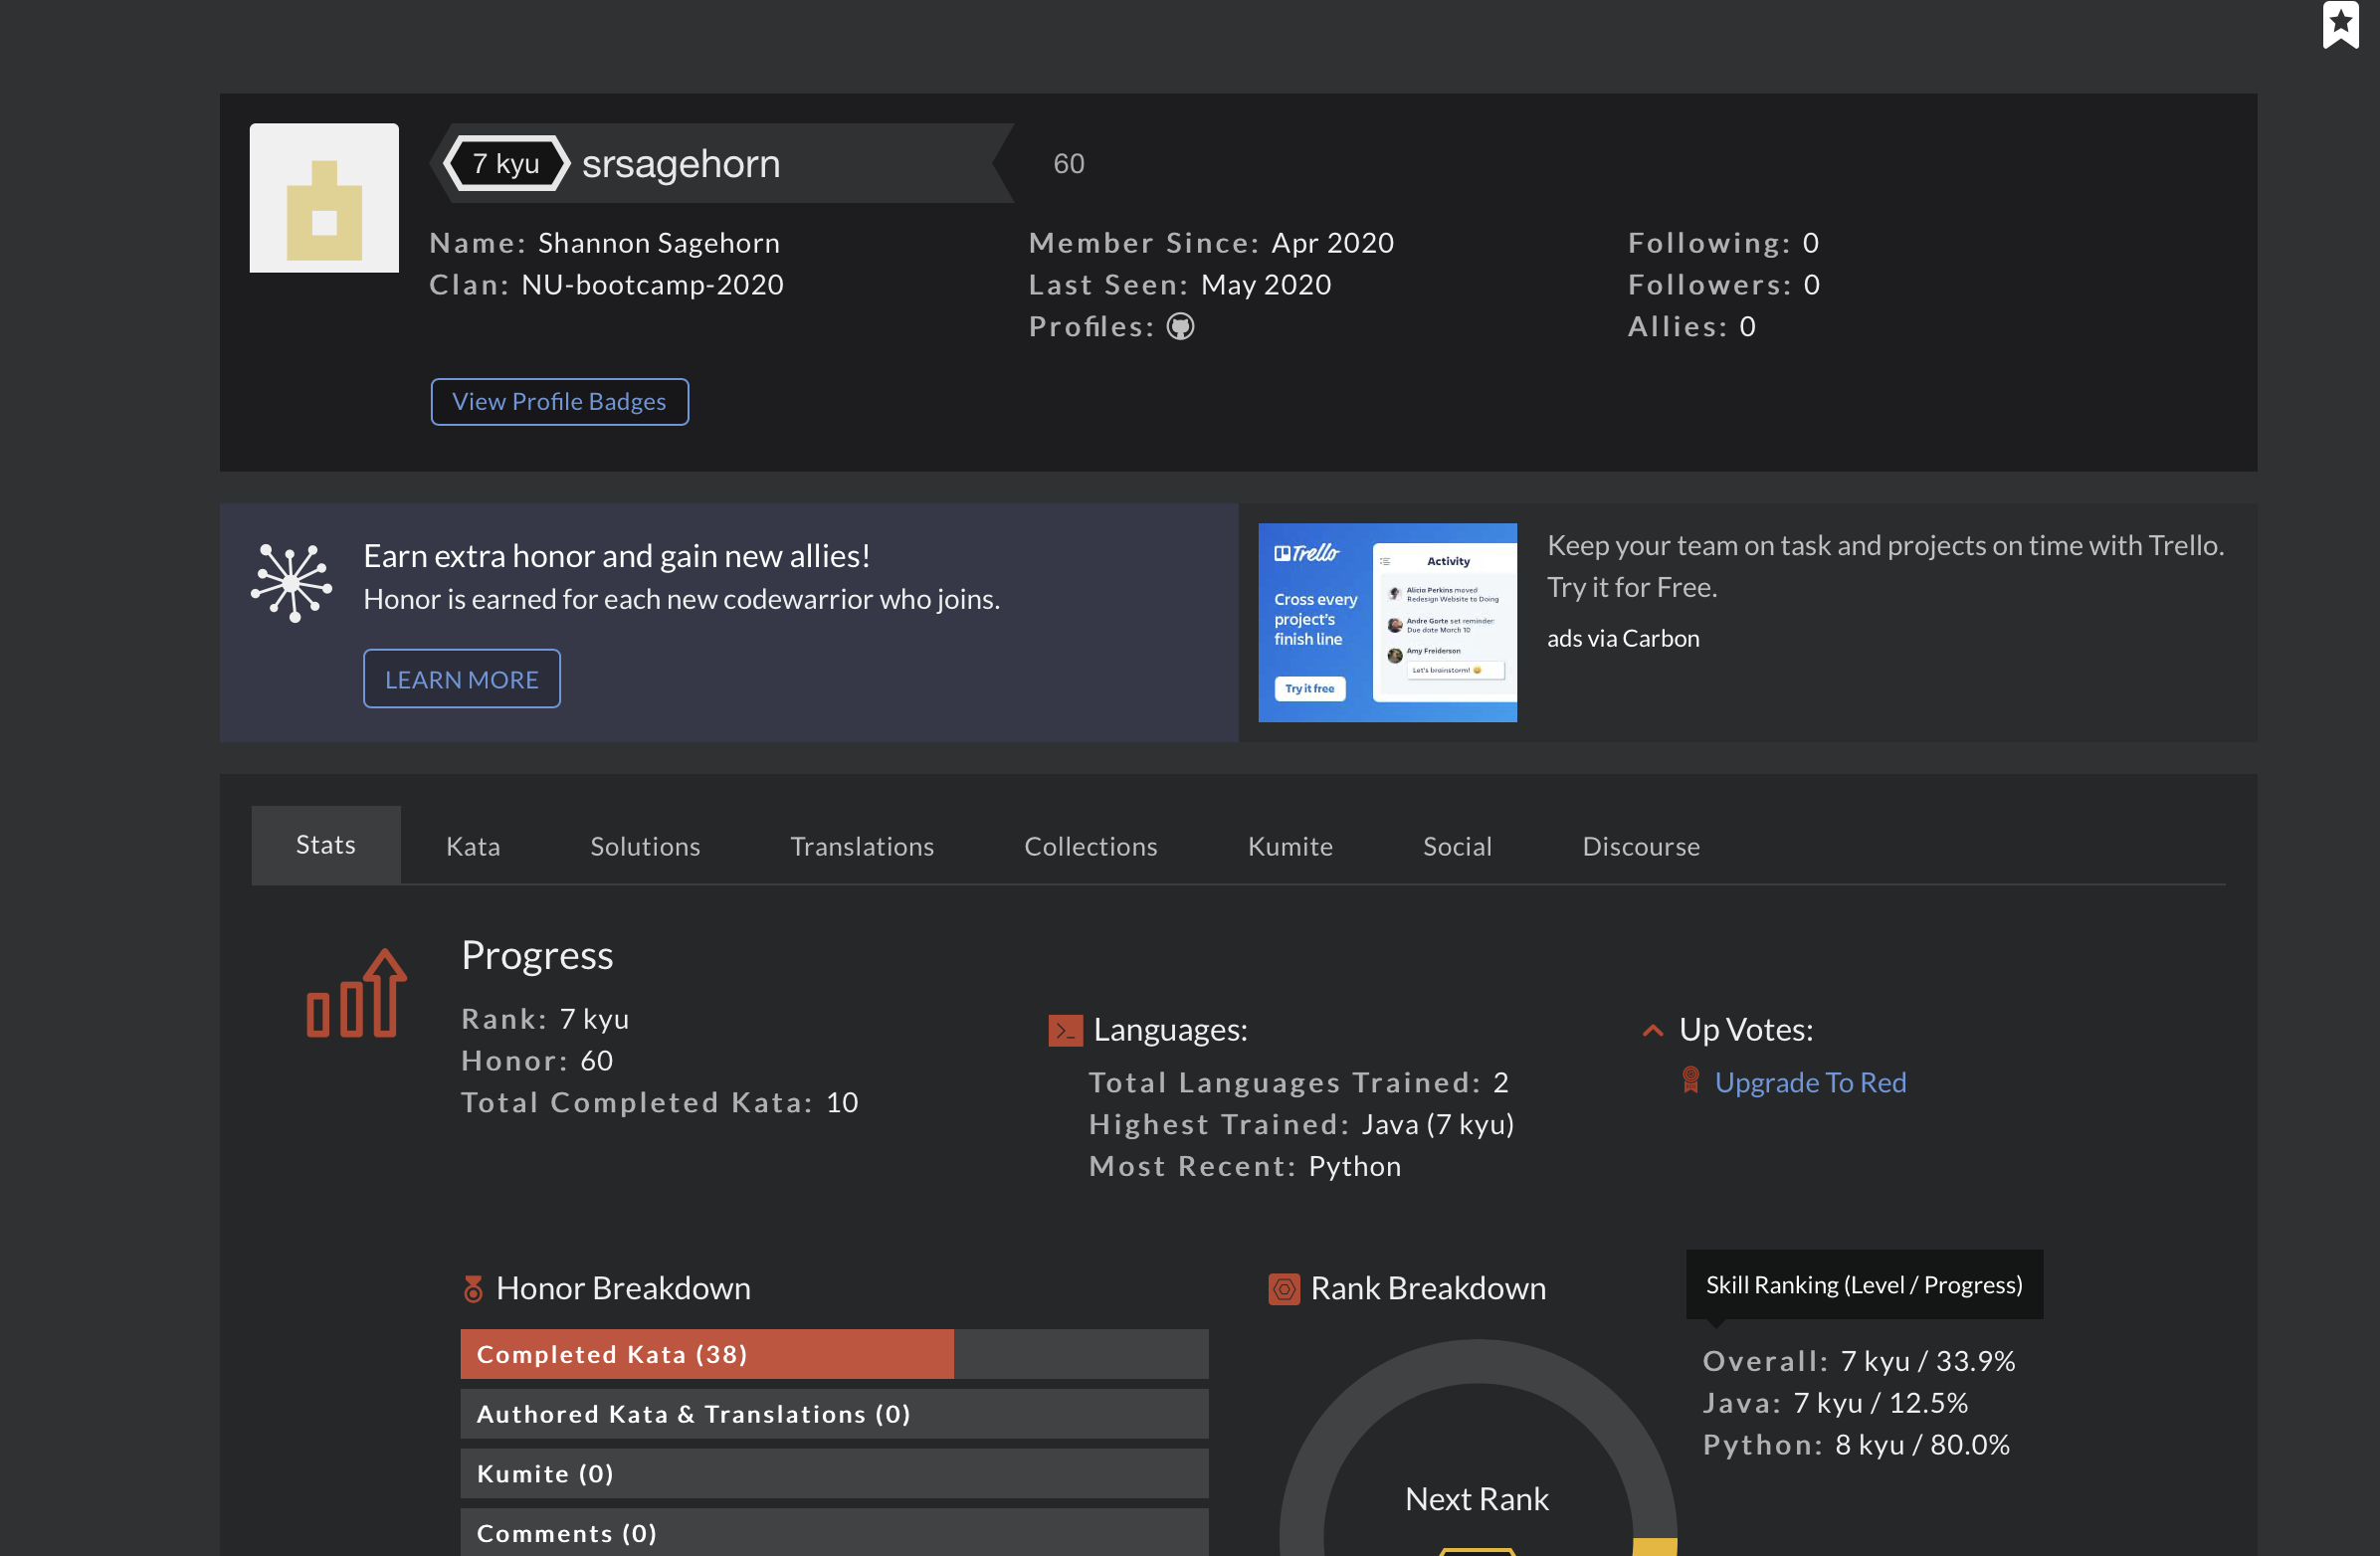 7 kyu srsagehorn 60
Name: Shannon Sagehorn
Clan: NU-bootcamp-2020
Member Since: Apr 2020
Last Seen: May 2020
Profiles:
Following: 0
Followers: 0
Allies: 0
View Profile Badges
Earn extra honor and gain new allies!
Honor is earned for each new codewarrior who joins.
LEARN MORE
Trello
Cross every
project's
finish line
Try it free
Activity
Alicia Perkins moved
Redesign Website to Doing
Andre Gorte set reminder:
Due date March 10
Amy Freiderson
Let's brainstorm! 😀
Keep your team on task and projects on time with Trello.
Try it for Free.
ads via Carbon
Stats Kata Solutions Translations Collections Kumite Social Discourse
Progress
Rank: 7 kyu
Honor: 60
Total Completed Kata: 10
Languages:
Total Languages Trained: 2
Highest Trained: Java (7 kyu)
Most Recent: Python
Up Votes:
Upgrade To Red
Honor Breakdown
Completed Kata (38)
Authored Kata & Translations (0)
Kumite (0)
Comments (0)
Rank Breakdown
Next Rank
Skill Ranking (Level / Progress)
Overall: 7 kyu / 33.9%
Java: 7 kyu / 12.5%
Python: 8 kyu / 80.0%